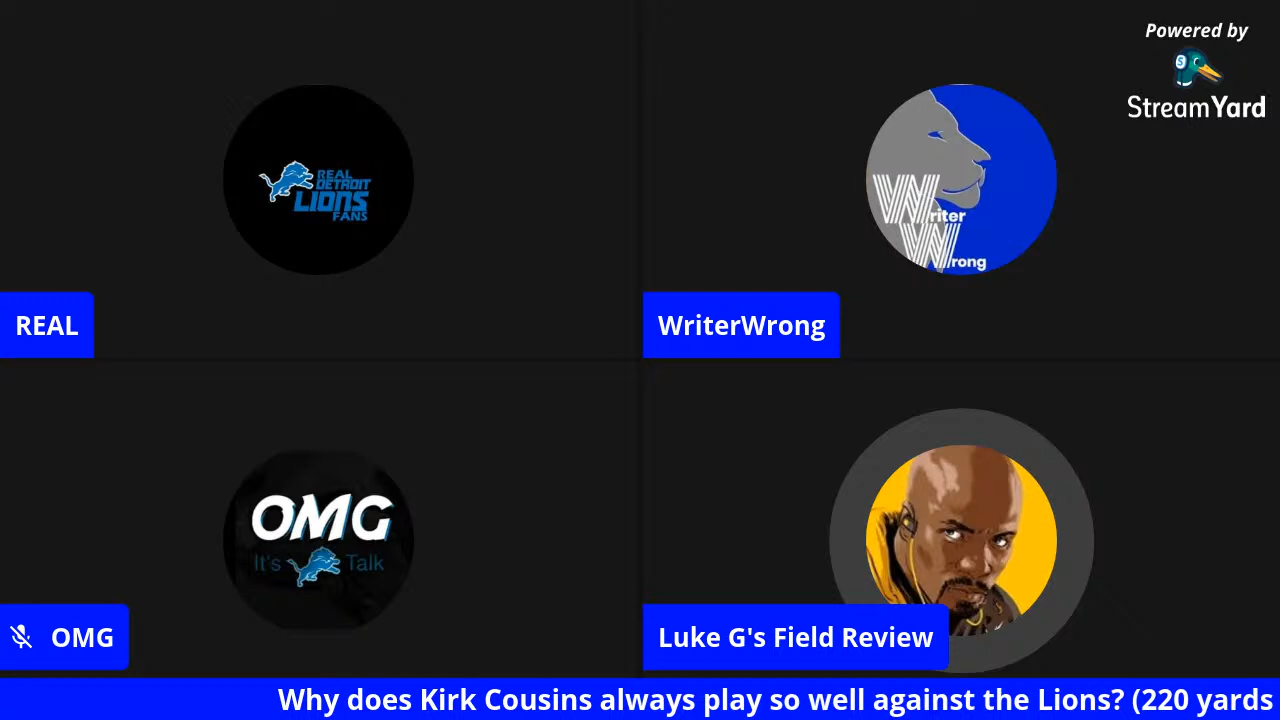 Powered by
StreamYard
REAL
DETROIT
LIONS
FANS
Writer
Wrong
REAL
WriterWrong
OMG
It's Talk
OMG
Luke G's Field Review
Why does Kirk Cousins always play so well against the Lions? (220 yards